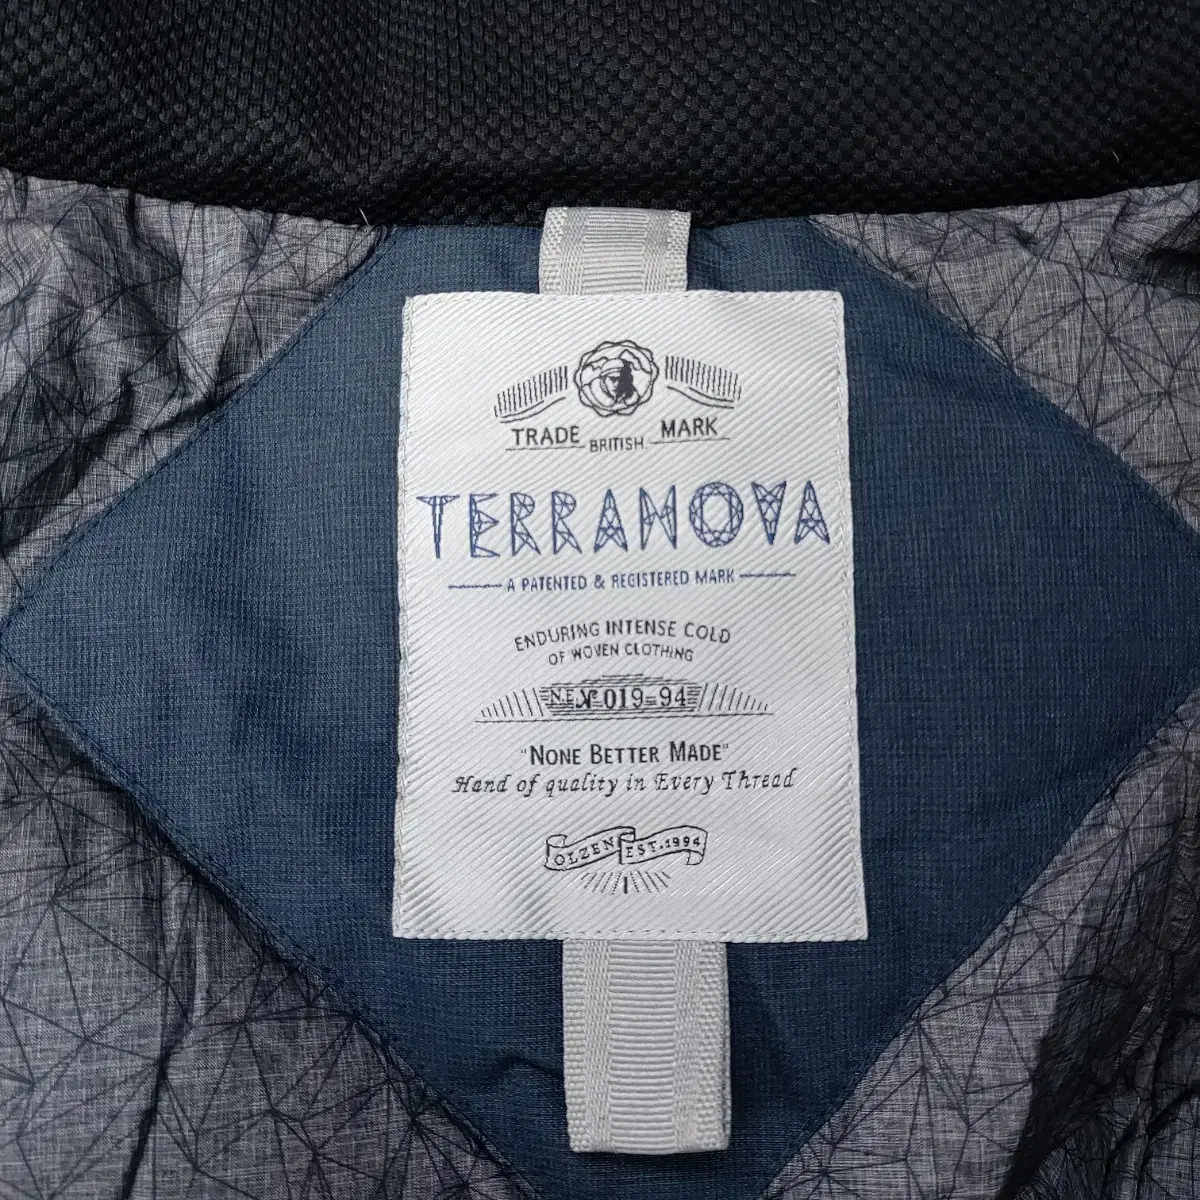 TRADE BRITISH. MARK
TERRANOVA
A PATENTED & REGISTERED MARK
ENDURING INTENSE COLD
OF WOVEN CLOTHING
N.E.Nº 019-94
"NONE BETTER MADE"
Hand of quality in Every Thread
OLZEN EST.1994